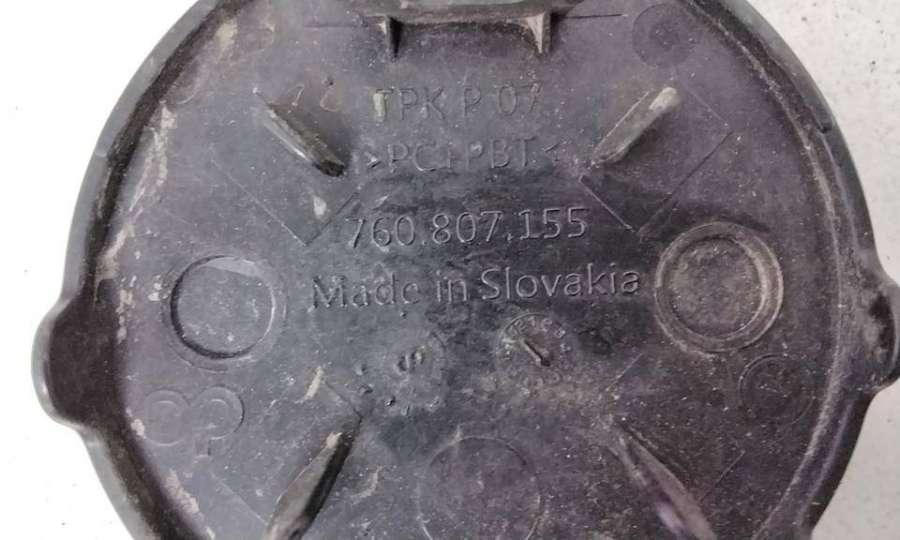 TPK P 07
>PC+PBT<
760.807.155
Made in Slovakia